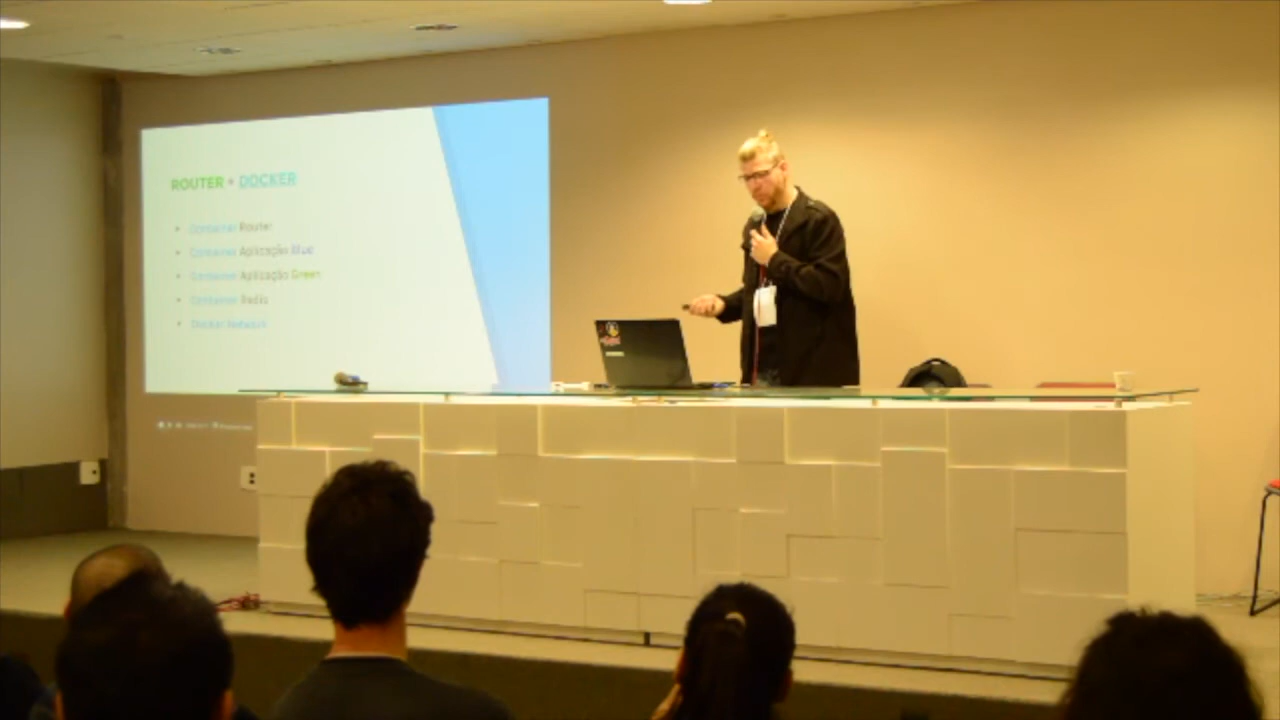 ROUTER + DOCKER
• Container Router
• Container Aplicação Blue
• Container Aplicação Green
• Container Redis
• Docker Network